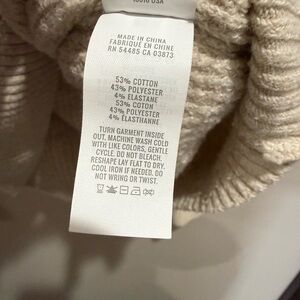 MADE IN CHINA
FABRIQUÉ EN CHINE
RN 54485 CA 03873
53% COTTON
43% POLYESTER
4% ELASTANE
53% COTON
43% POLYESTER
4% ÉLASTHANNE
TURN GARMENT INSIDE
OUT. MACHINE WASH COLD
WITH LIKE COLORS, GENTLE
CYCLE. DO NOT BLEACH.
RESHAPE LAY FLAT TO DRY.
COOL IRON IF NEEDED. DO
NOT WRING OR TWIST.